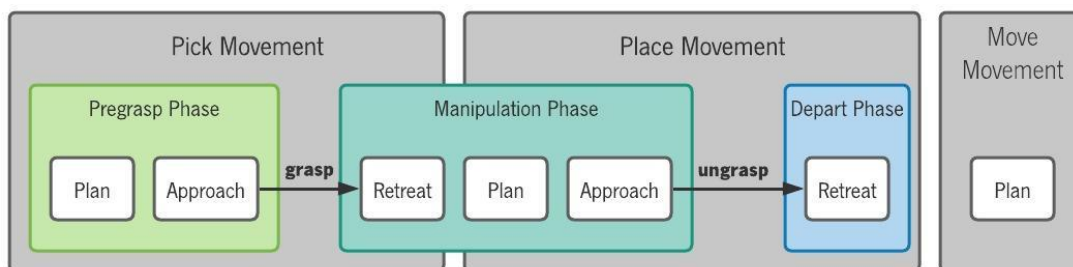 Pick Movement
Place Movement
Move
Movement
Pregrasp Phase
Manipulation Phase
Depart Phase
Plan
Approach
grasp
Retreat
Plan
Approach
ungrasp
Retreat
Plan